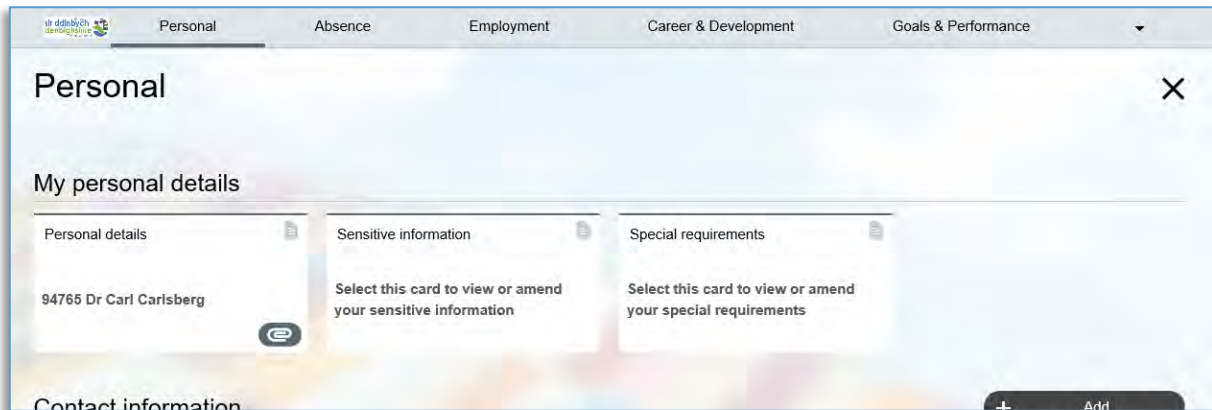 sir ddinbych
denbighshire
Personal
Absence
Employment
Career & Development
Goals & Performance
Personal
My personal details
Personal details
Sensitive information
Special requirements
94765 Dr Carl Carlsberg
Select this card to view or amend
your sensitive information
Select this card to view or amend
your special requirements
Contact information
Add